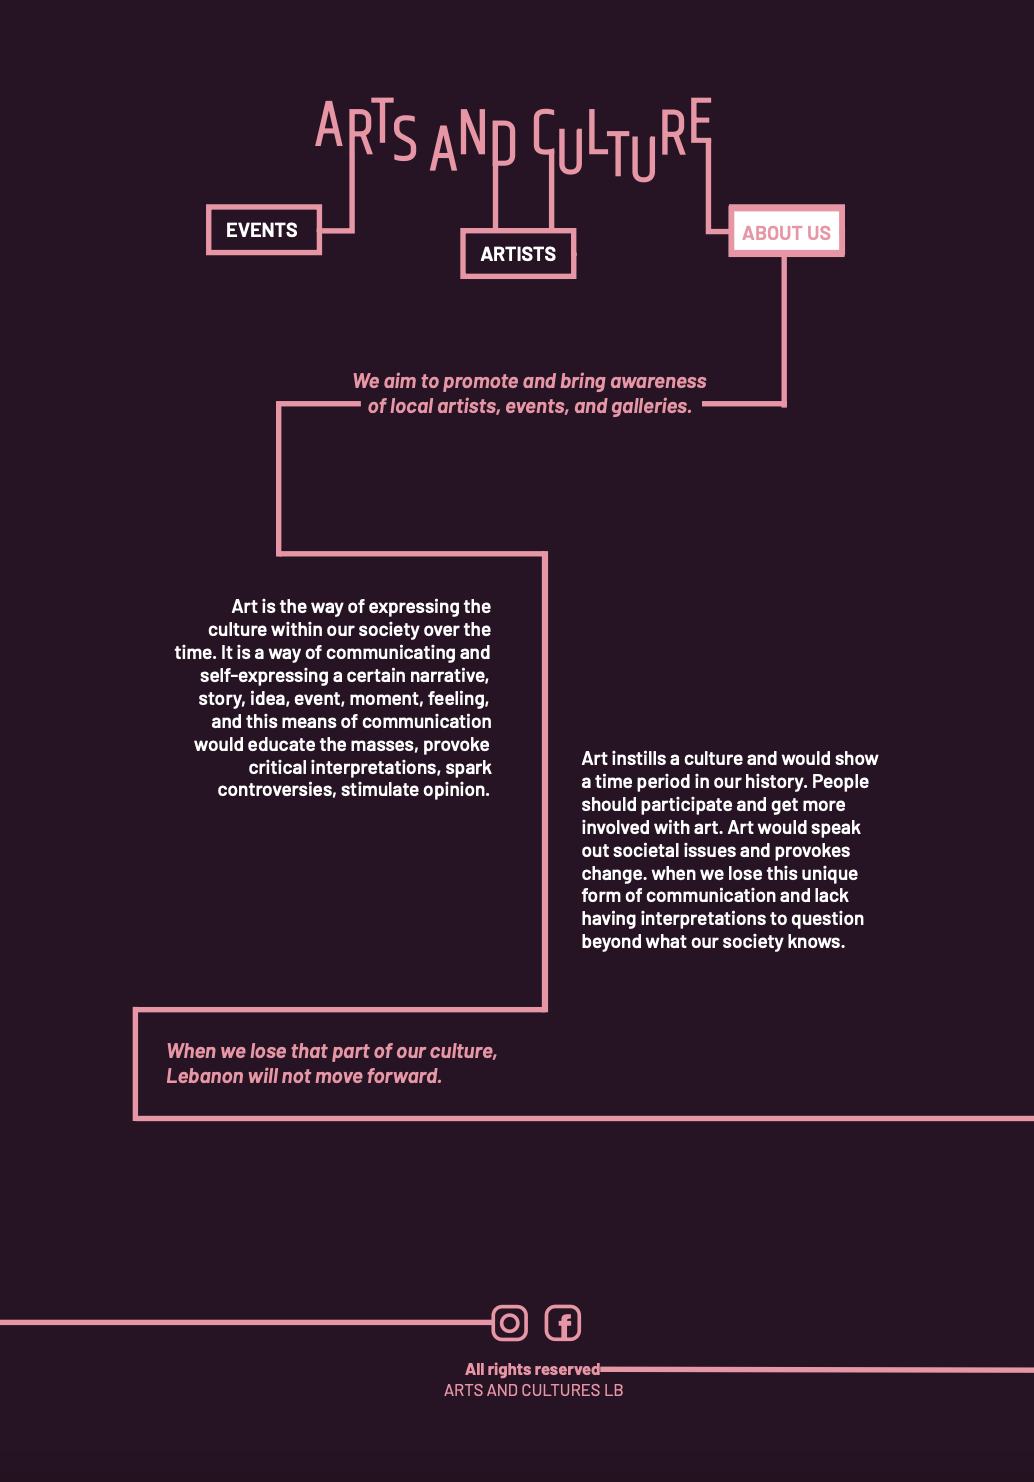 ARTS AND CULTURE
EVENTS
ARTISTS
ABOUT US
We aim to promote and bring awareness
of local artists, events, and galleries.
Art is the way of expressing the
culture within our society over the
time. It is a way of communicating and
self-expressing a certain narrative,
story, idea, event, moment, feeling,
and this means of communication
would educate the masses, provoke
critical interpretations, spark
controversies, stimulate opinion.
Art instills a culture and would show
a time period in our history. People
should participate and get more
involved with art. Art would speak
out societal issues and provokes
change. when we lose this unique
form of communication and lack
having interpretations to question
beyond what our society knows.
When we lose that part of our culture,
Lebanon will not move forward.
All rights reserved
ARTS AND CULTURES LB